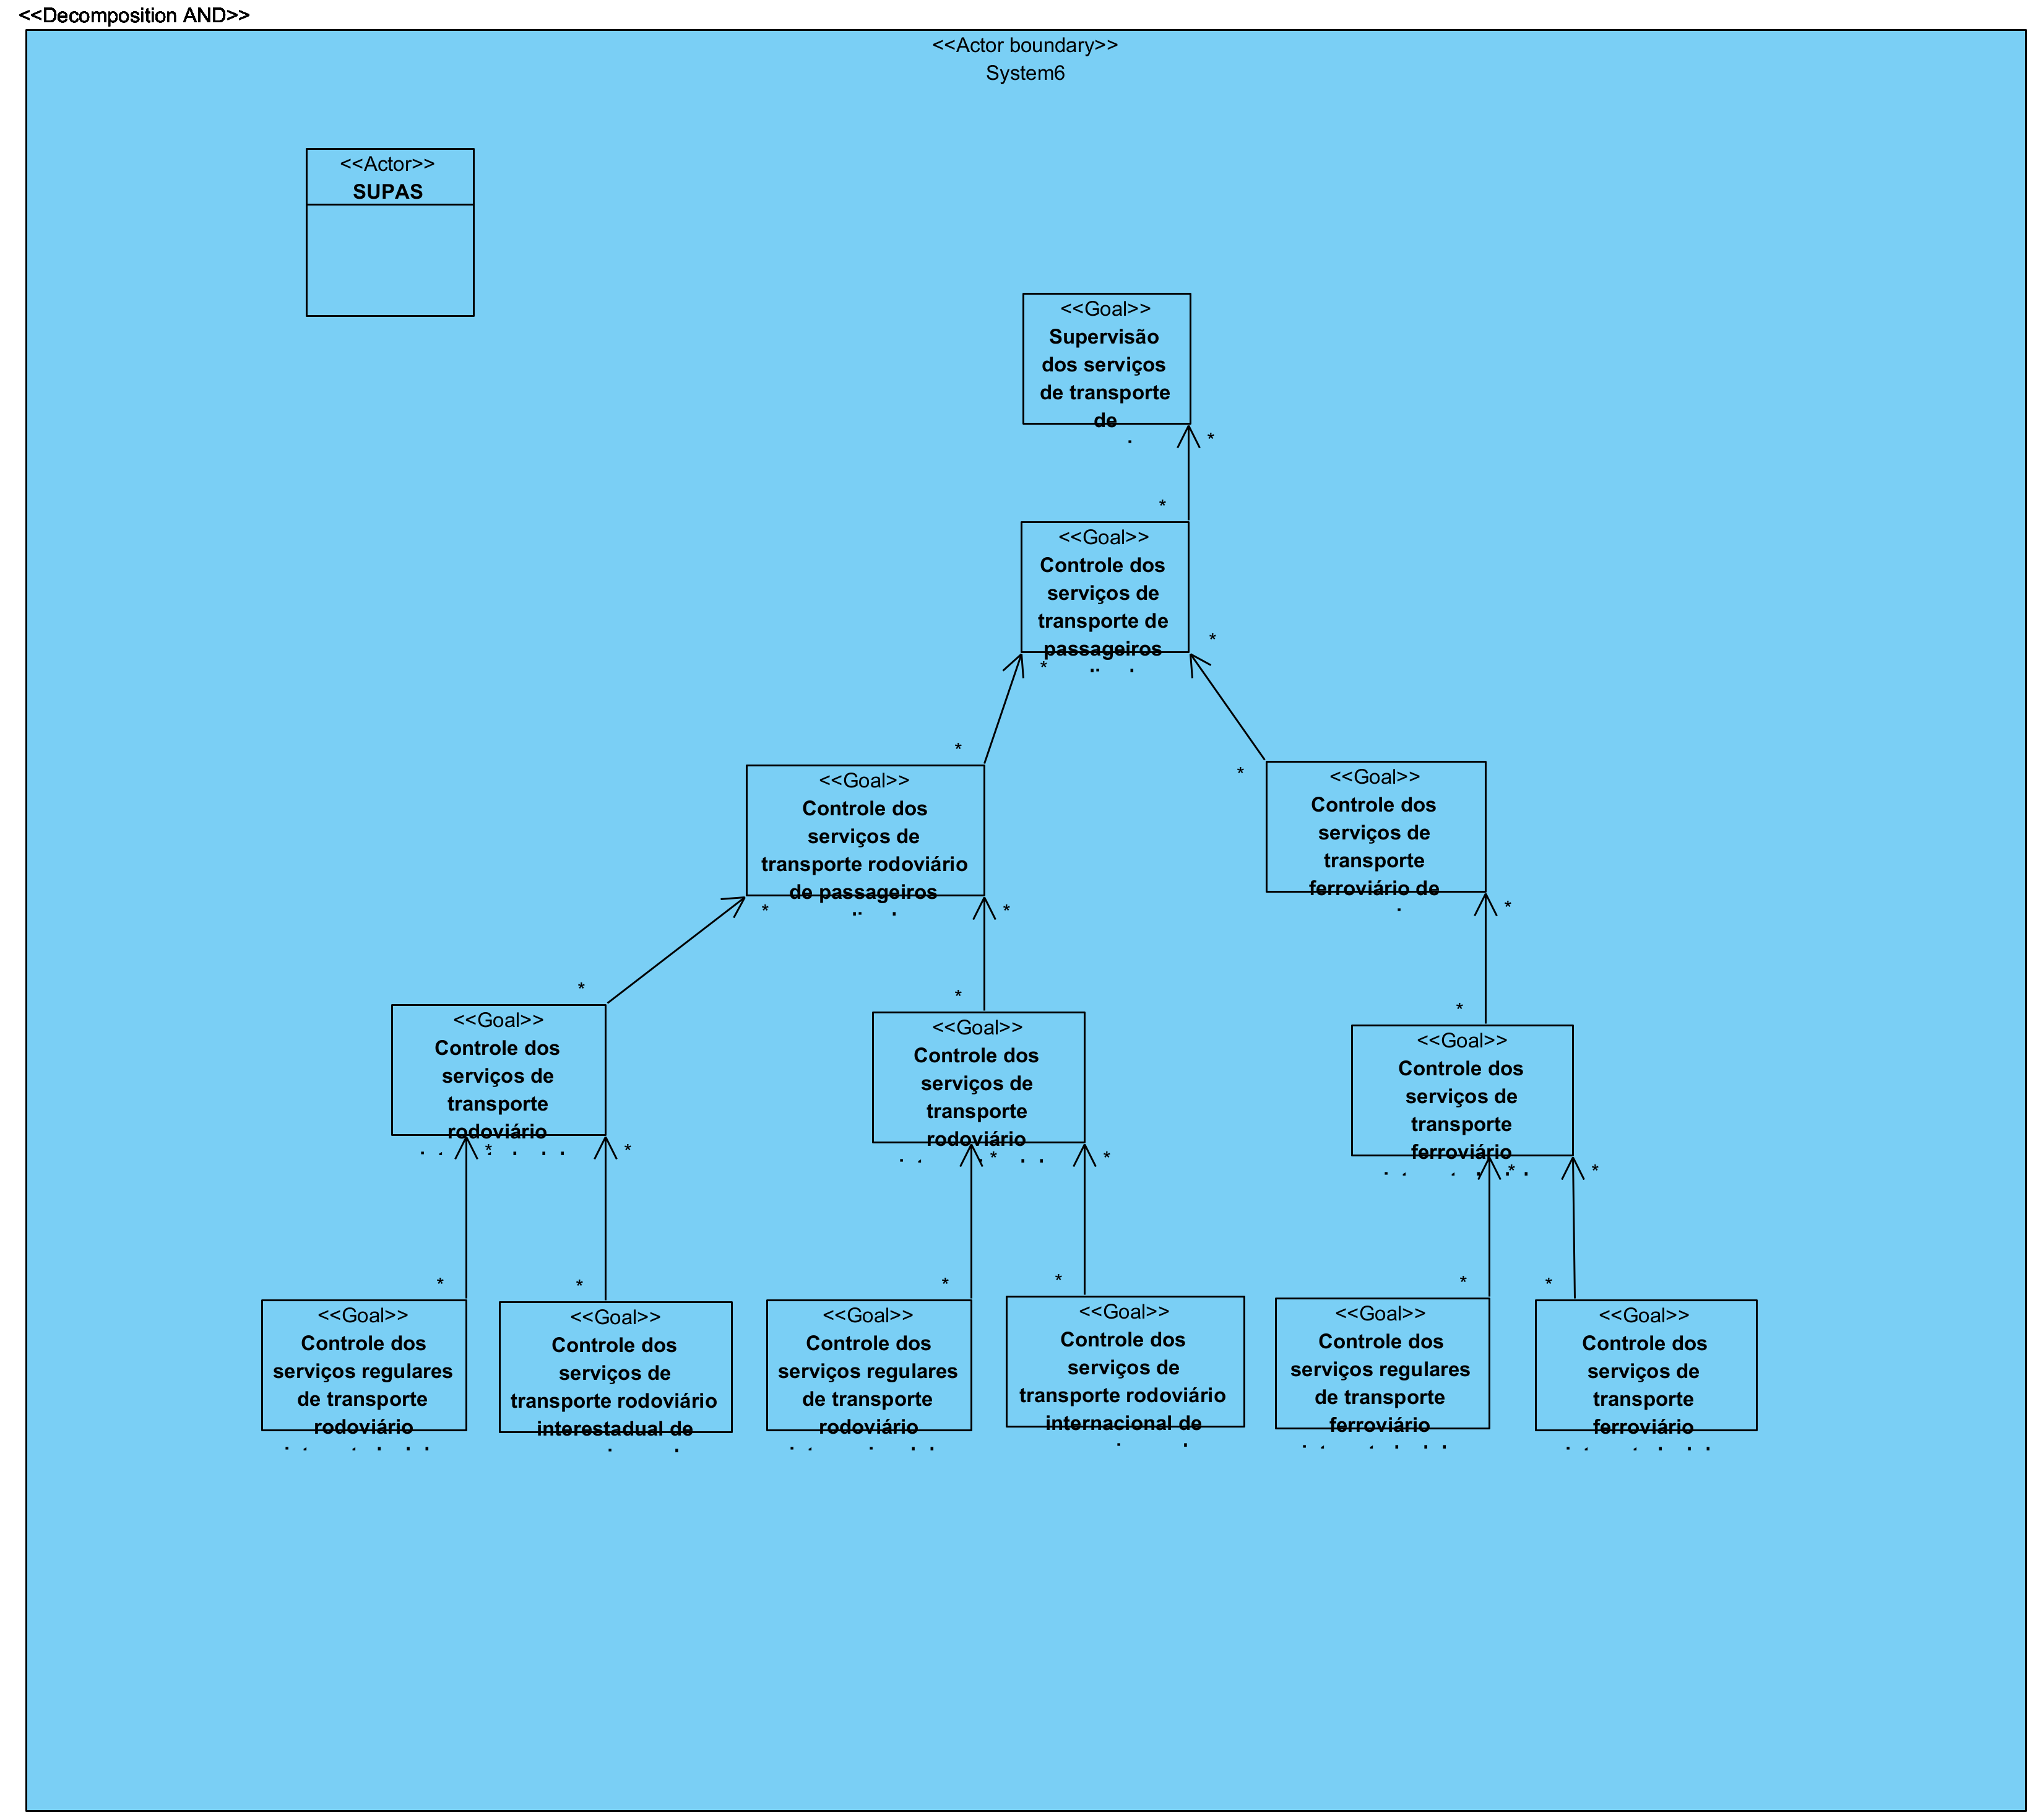 <<Decomposition AND>>
<<Actor boundary>>
System6
<<Actor>>
SUPAS
<<Goal>>
Supervisão
dos serviços
de transporte
de
*
*
<<Goal>>
Controle dos
serviços de
transporte de
passageiros
*
*
*
*
<<Goal>>
Controle dos
serviços de
transporte rodoviário
de passageiros
<<Goal>>
Controle dos
serviços de
transporte
ferroviário de
*
*
*
*
*
*
<<Goal>>
Controle dos
serviços de
transporte
rodoviário
<<Goal>>
Controle dos
serviços de
transporte
rodoviário
<<Goal>>
Controle dos
serviços de
transporte
ferroviário
*
*
*
*
*
*
*
*
*
*
*
*
<<Goal>>
Controle dos
serviços regulares
de transporte
rodoviário
<<Goal>>
Controle dos
serviços de
transporte rodoviário
interestadual de
<<Goal>>
Controle dos
serviços regulares
de transporte
rodoviário
<<Goal>>
Controle dos
serviços de
transporte rodoviário
internacional de
<<Goal>>
Controle dos
serviços regulares
de transporte
ferroviário
<<Goal>>
Controle dos
serviços de
transporte
ferroviário